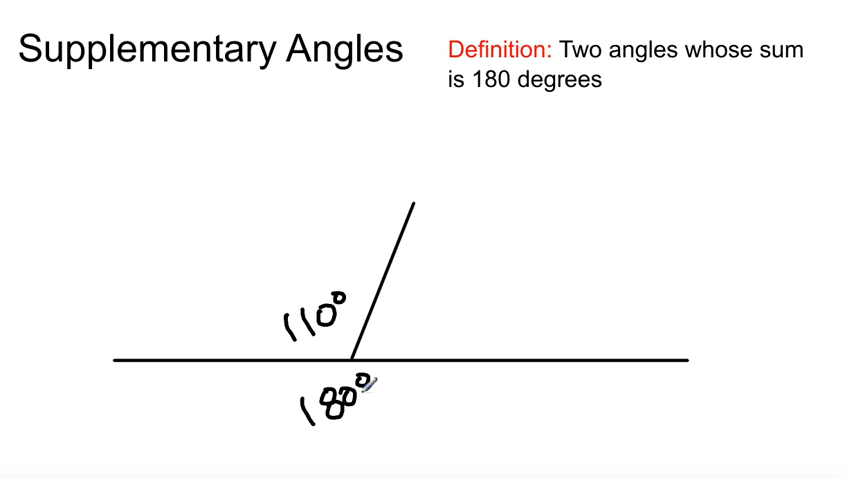 Supplementary Angles
Definition: Two angles whose sum
is 180 degrees
110°
180°